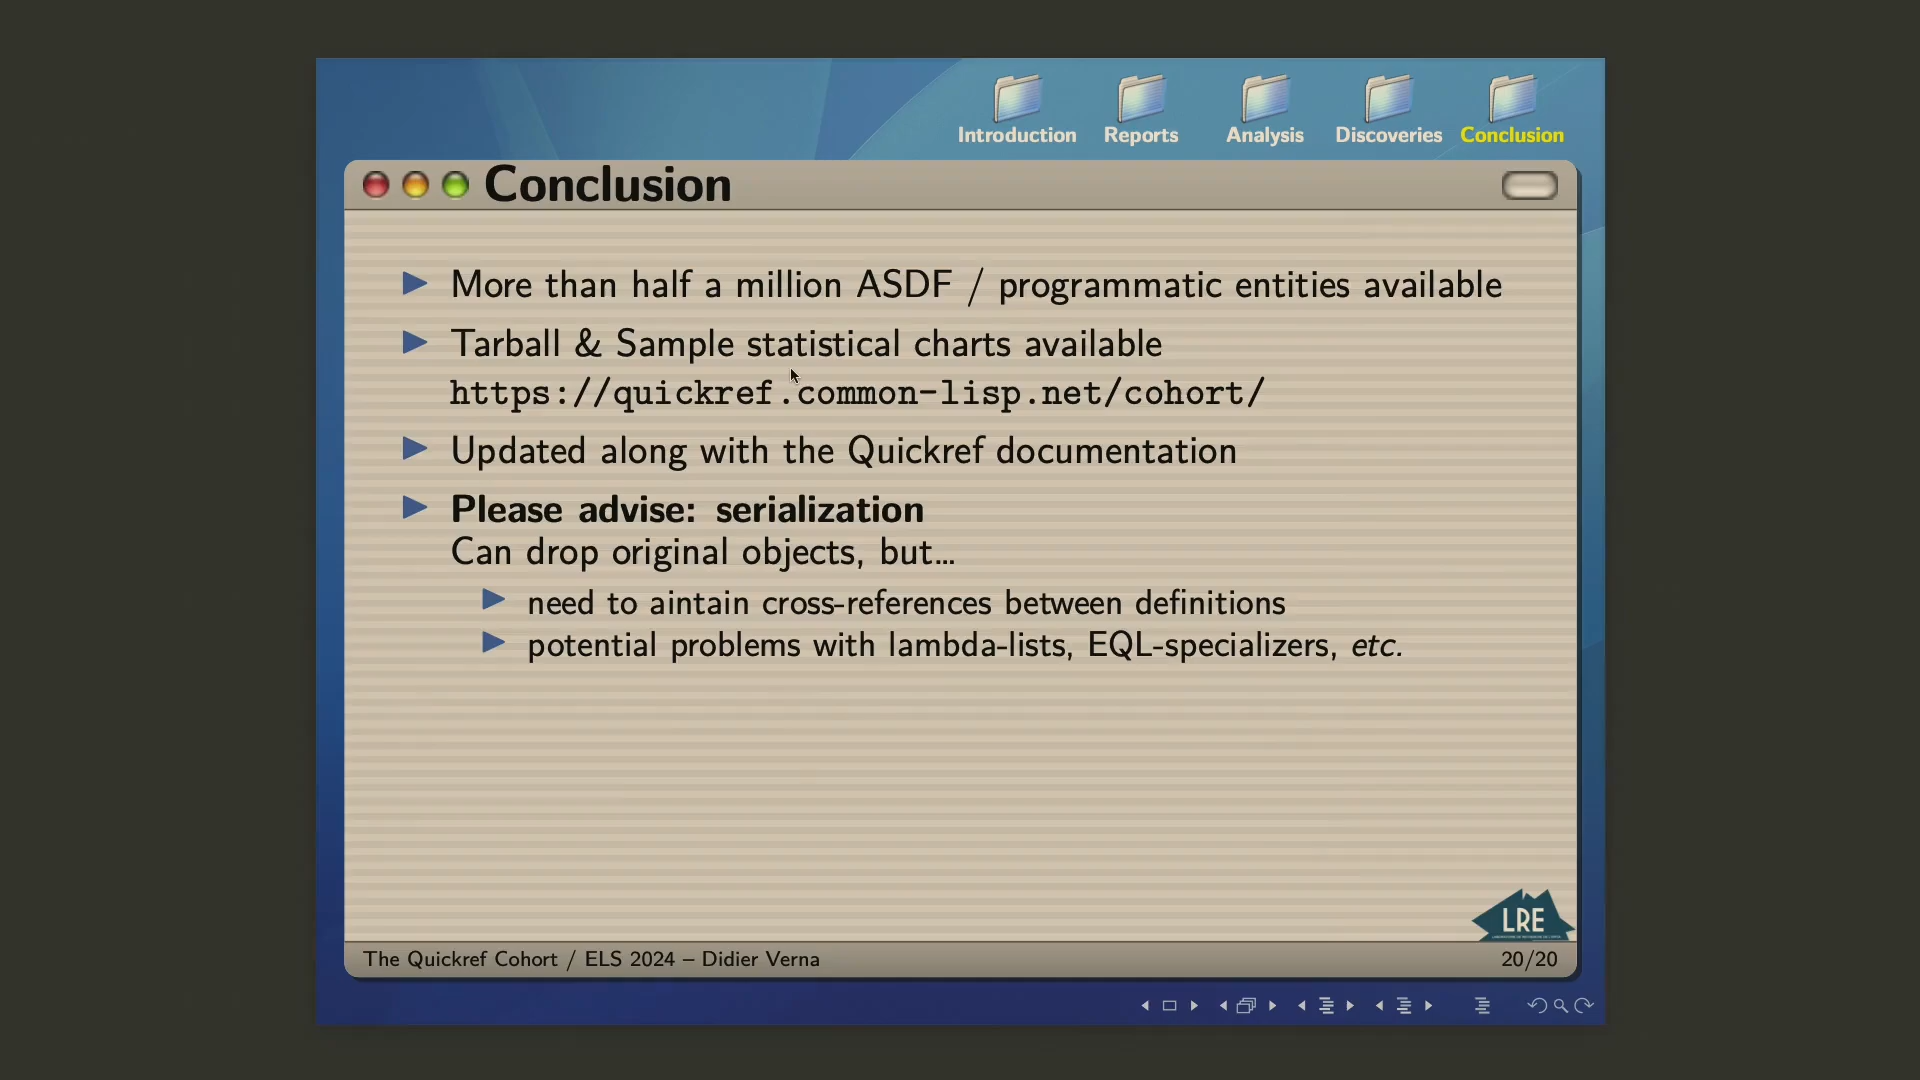 Introduction Reports Analysis Discoveries Conclusion
Conclusion
More than half a million ASDF / programmatic entities available
Tarball & Sample statistical charts available
https://quickref.common-lisp.net/cohort/
Updated along with the Quickref documentation
Please advise: serialization
Can drop original objects, but...
need to aintain cross-references between definitions
potential problems with lambda-lists, EQL-specializers, etc.
LRE
The Quickref Cohort / ELS 2024 – Didier Verna 20/20